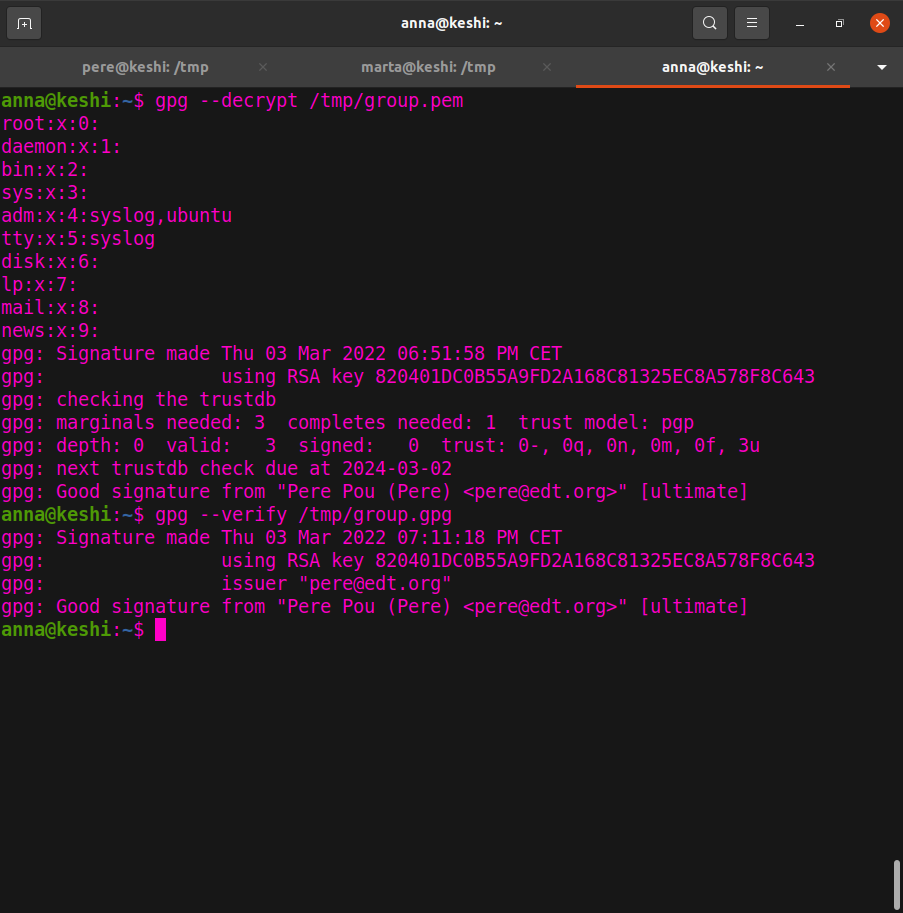 anna@keshi: ~
pere@keshi: /tmp
marta@keshi: /tmp
anna@keshi: ~
anna@keshi:~$ gpg --decrypt /tmp/group.pem
root:x:0:
daemon:x:1:
bin:x:2:
sys:x:3:
adm:x:4:syslog,ubuntu
tty:x:5:syslog
disk:x:6:
lp:x:7:
mail:x:8:
news:x:9:
gpg: Signature made Thu 03 Mar 2022 06:51:58 PM CET
gpg:                using RSA key 820401DC0B55A9FD2A168C81325EC8A578F8C643
gpg: checking the trustdb
gpg: marginals needed: 3  completes needed: 1  trust model: pgp
gpg: depth: 0  valid:   3  signed:   0  trust: 0-, 0q, 0n, 0m, 0f, 3u
gpg: next trustdb check due at 2024-03-02
gpg: Good signature from "Pere Pou (Pere) <pere@edt.org>" [ultimate]
anna@keshi:~$ gpg --verify /tmp/group.gpg
gpg: Signature made Thu 03 Mar 2022 07:11:18 PM CET
gpg:                using RSA key 820401DC0B55A9FD2A168C81325EC8A578F8C643
gpg:                issuer "pere@edt.org"
gpg: Good signature from "Pere Pou (Pere) <pere@edt.org>" [ultimate]
anna@keshi:~$